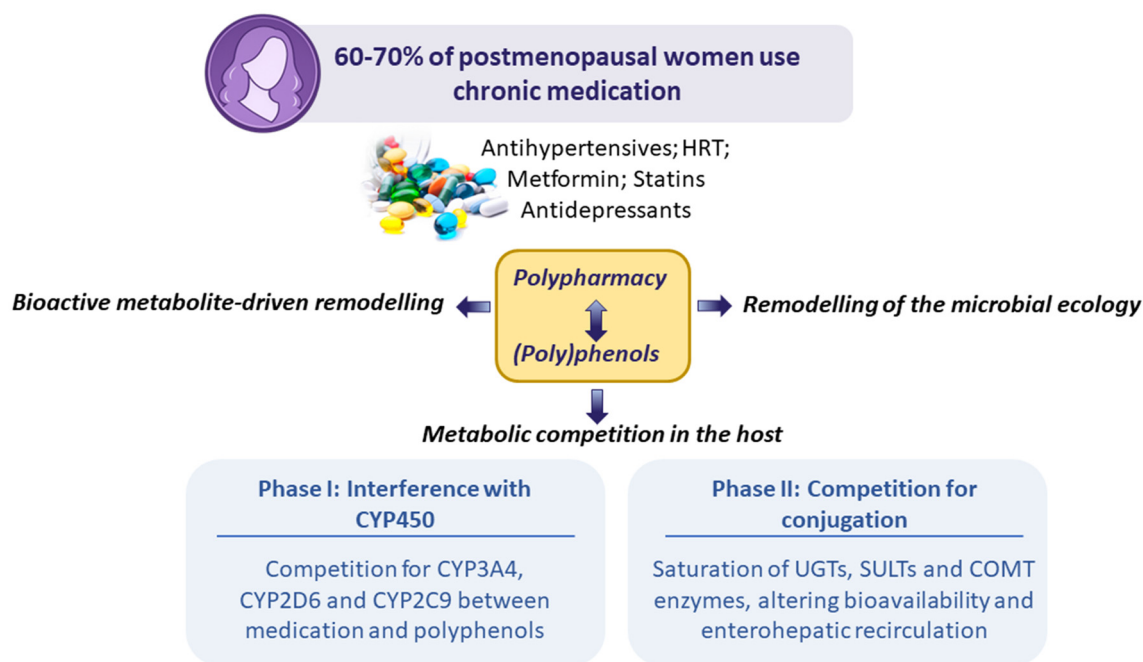 60-70% of postmenopausal women use
chronic medication
Antihypertensives; HRT;
Metformin; Statins
Antidepressants
Polypharmacy
(Poly)phenols
Bioactive metabolite-driven remodelling
Remodelling of the microbial ecology
Metabolic competition in the host
Phase I: Interference with
CYP450
Competition for CYP3A4,
CYP2D6 and CYP2C9 between
medication and polyphenols
Phase II: Competition for
conjugation
Saturation of UGTs, SULTs and COMT
enzymes, altering bioavailability and
enterohepatic recirculation